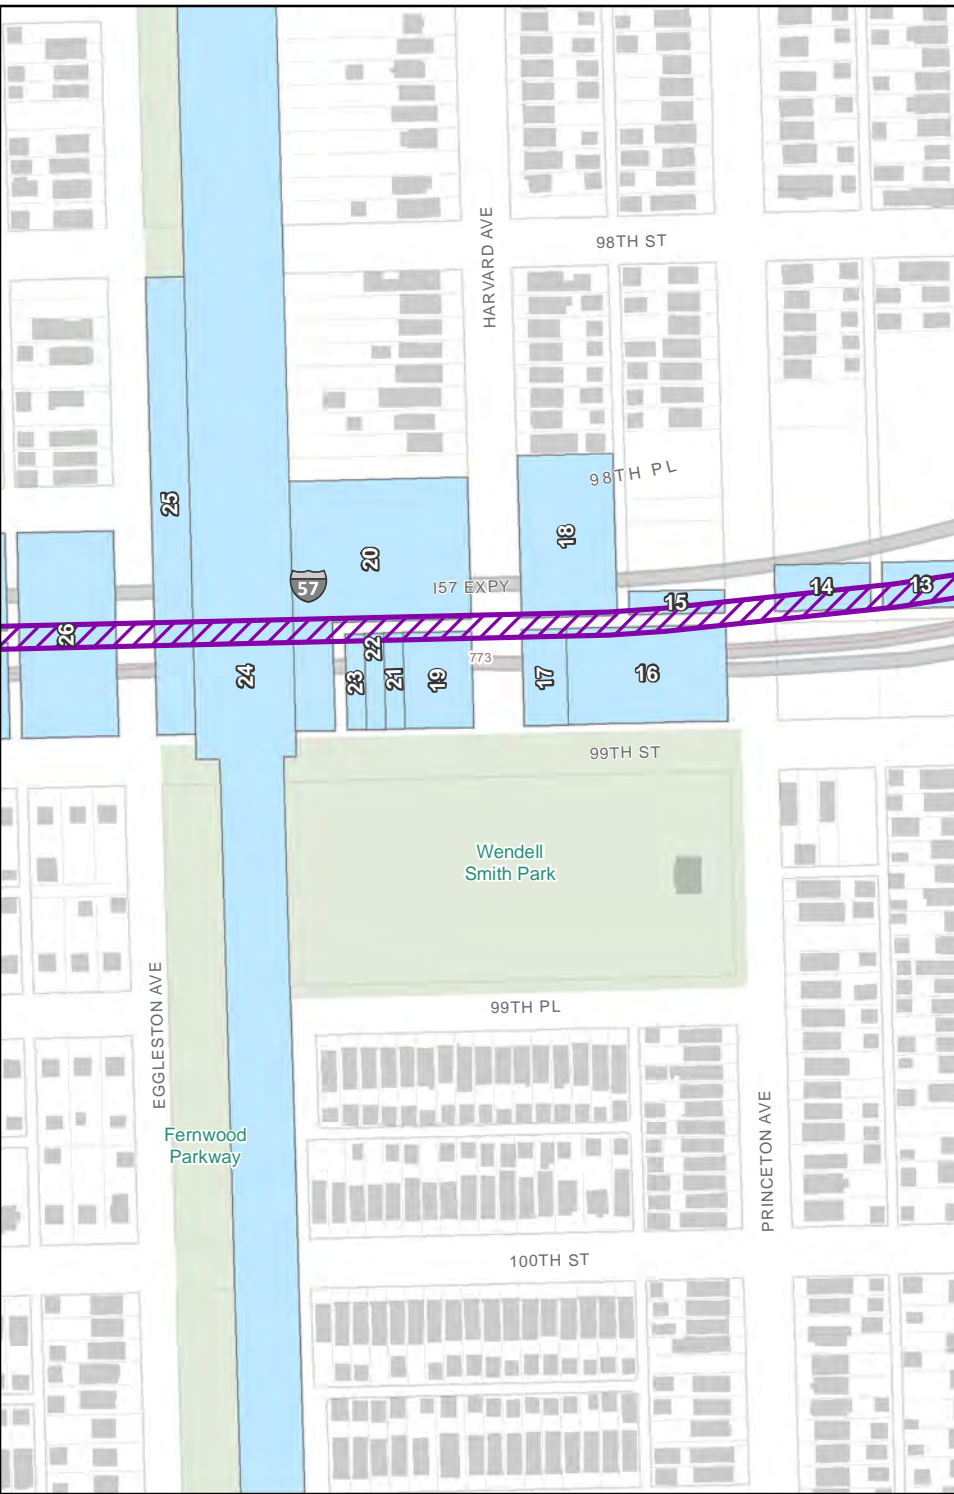 HARVARD AVE
98TH ST
98TH PL
25
18
20
57
I57 EXPY
14
13
15
26
22
773
24
23
21
19
17
16
99TH ST
Wendell
Smith Park
EGGLESTON AVE
99TH PL
Fernwood
Parkway
PRINCETON AVE
100TH ST